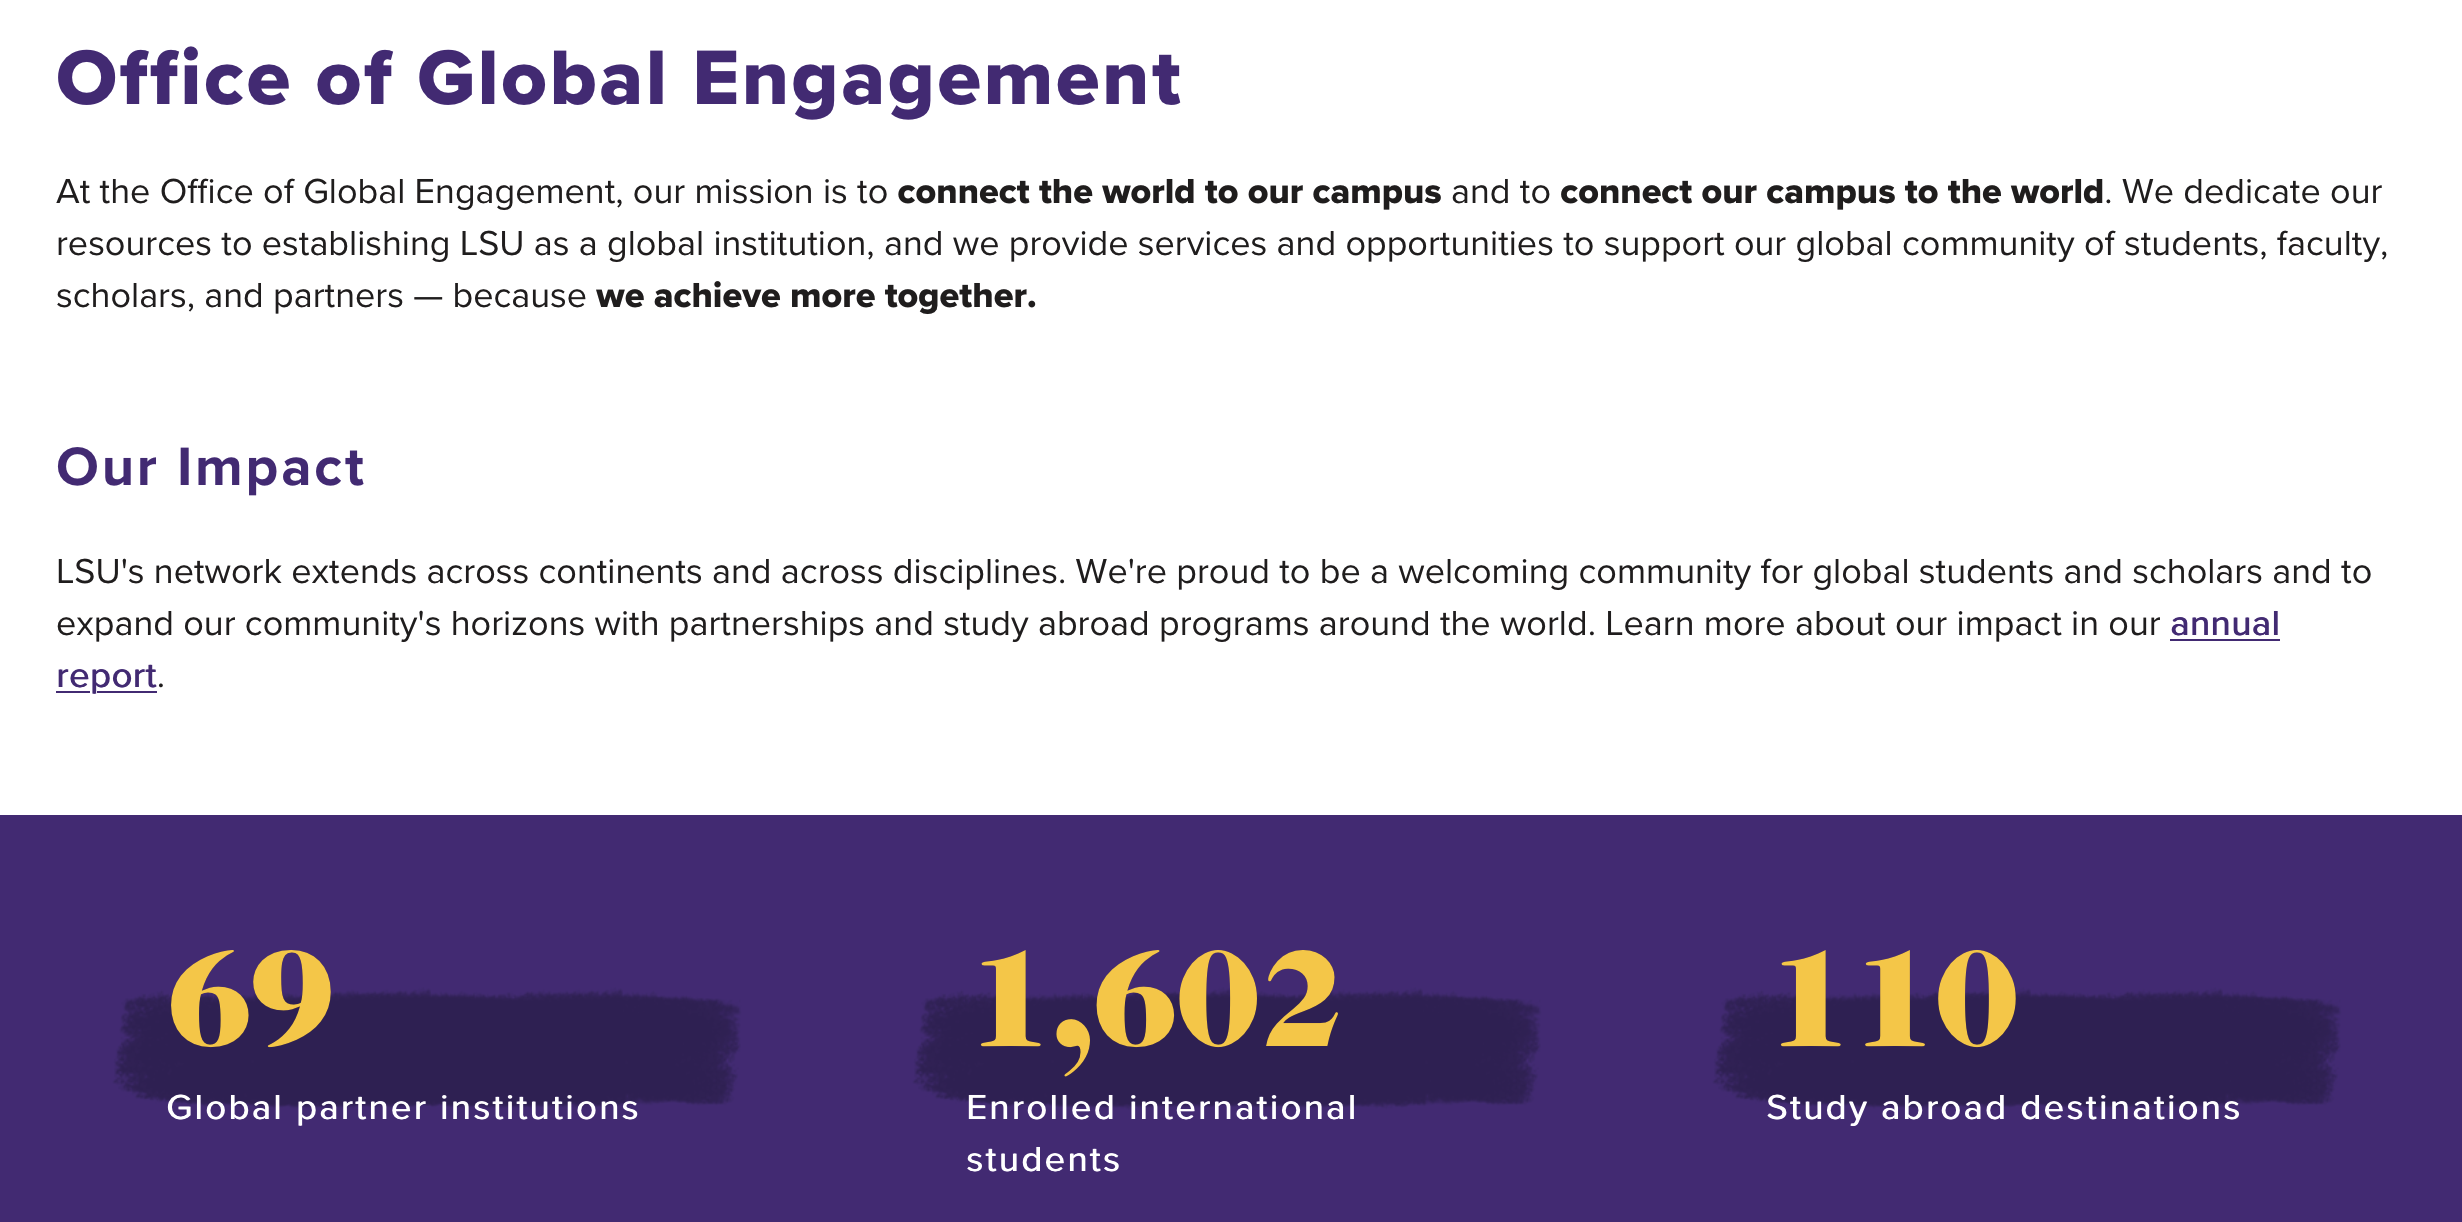 Office of Global Engagement
At the Office of Global Engagement, our mission is to connect the world to our campus and to connect our campus to the world. We dedicate our
resources to establishing LSU as a global institution, and we provide services and opportunities to support our global community of students, faculty,
scholars, and partners — because we achieve more together.
Our Impact
LSU's network extends across continents and across disciplines. We're proud to be a welcoming community for global students and scholars and to
expand our community's horizons with partnerships and study abroad programs around the world. Learn more about our impact in our annual
report.
69
Global partner institutions
1,602
Enrolled international
students
110
Study abroad destinations